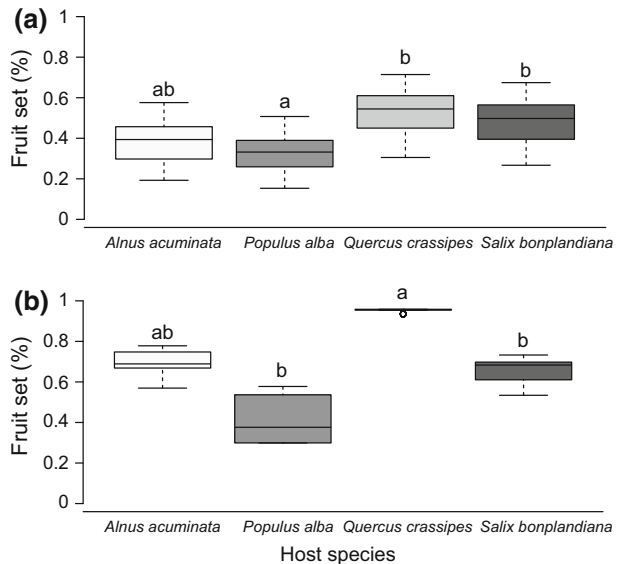 (a)
Fruit set (%)
1
0.8
0.6
0.4
0.2
0
ab
a
b
b
Alnus acuminata
Populus alba
Quercus crassipes
Salix bonplandiana
(b)
Fruit set (%)
1
0.8
0.6
0.4
0.2
0
ab
b
a
b
Alnus acuminata
Populus alba
Quercus crassipes
Salix bonplandiana
Host species